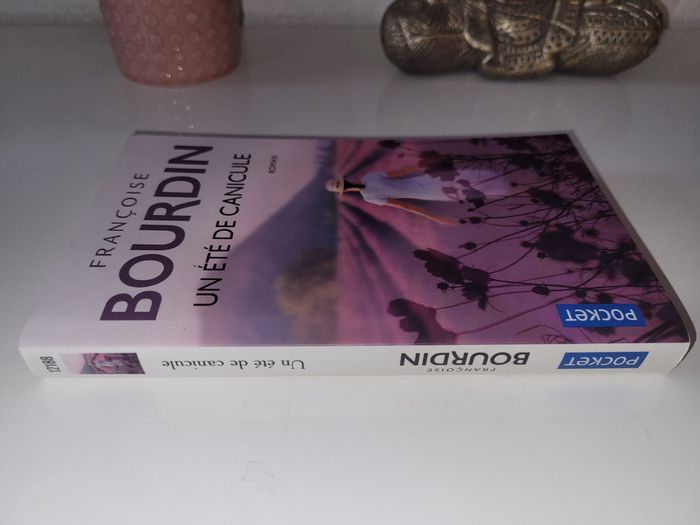 FRANÇOISE
BOURDIN
UN ÉTÉ DE CANICULE
ROMAN
POCKET
12188
Un été de canicule
FRANÇOISE
BOURDIN
POCKET